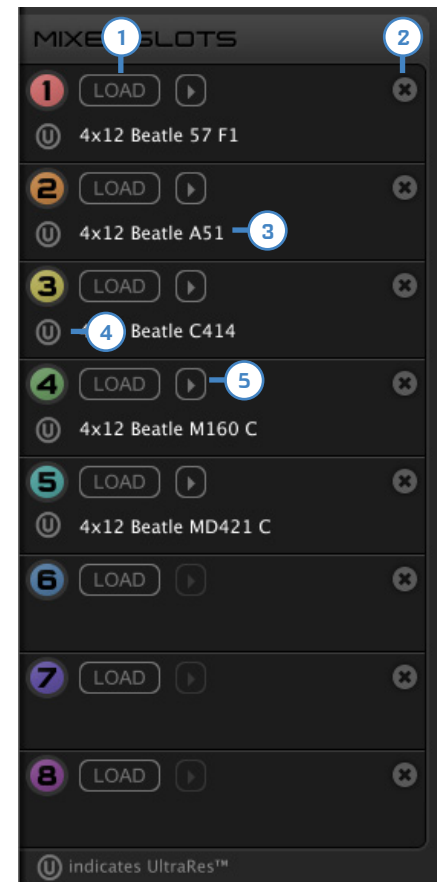 MIXER SLOTS
1 2
1 LOAD
U 4x12 Beatle 57 F1
2 LOAD
U 4x12 Beatle A51 3
3 LOAD
U 4 Beatle C414
4 LOAD 5
U 4x12 Beatle M160 C
5 LOAD
U 4x12 Beatle MD421 C
6 LOAD
7 LOAD
8 LOAD
U indicates UltraRes™